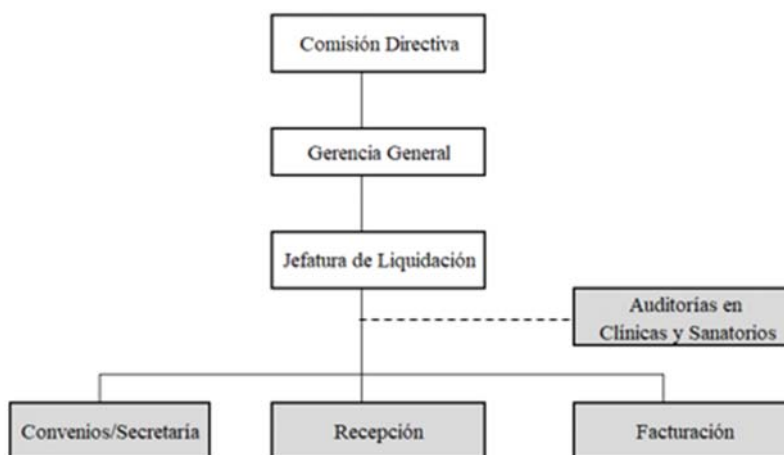 Comisión Directiva
Gerencia General
Jefatura de Liquidación
Auditorías en
Clínicas y Sanatorios
Convenios/Secretaría
Recepción
Facturación